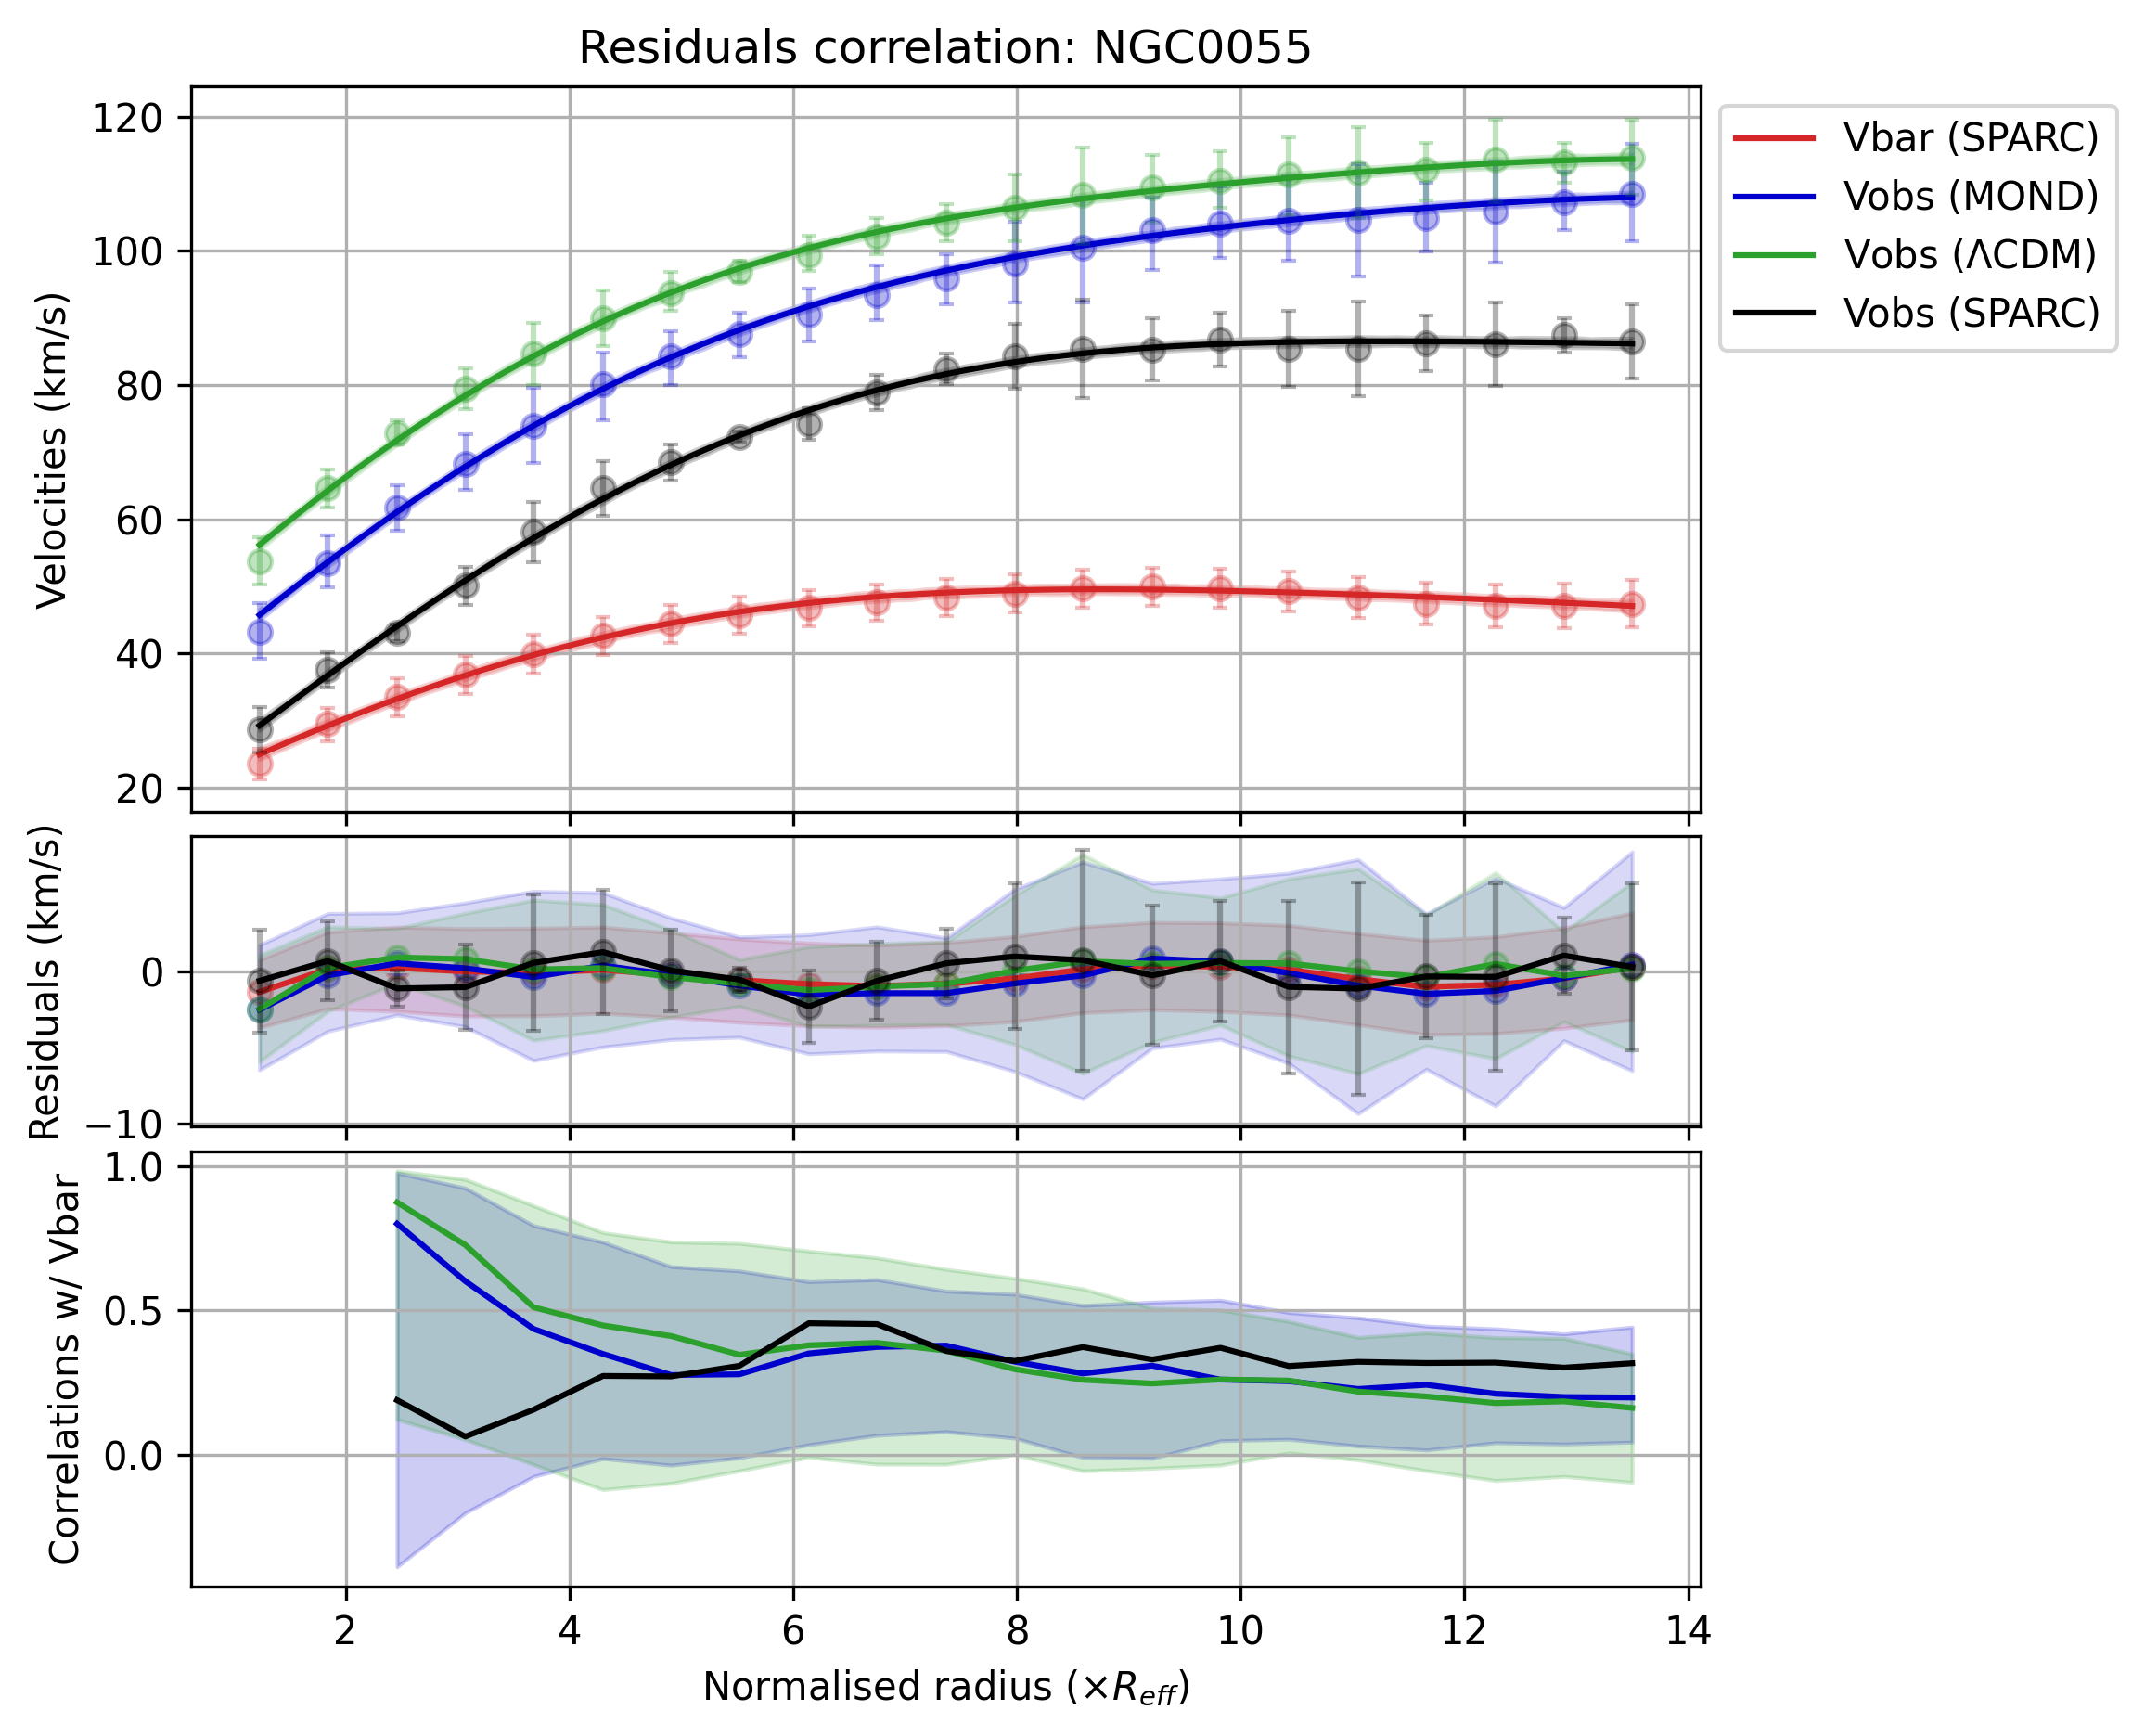 Residuals correlation: NGC0055
Velocities (km/s)
120
100
80
60
40
20
Vbar (SPARC)
Vobs (MOND)
Vobs (ΛCDM)
Vobs (SPARC)
Residuals (km/s)
0
−10
Correlations w/ Vbar
1.0
0.5
0.0
2 4 6 8 10 12 14
Normalised radius (×R_eff)